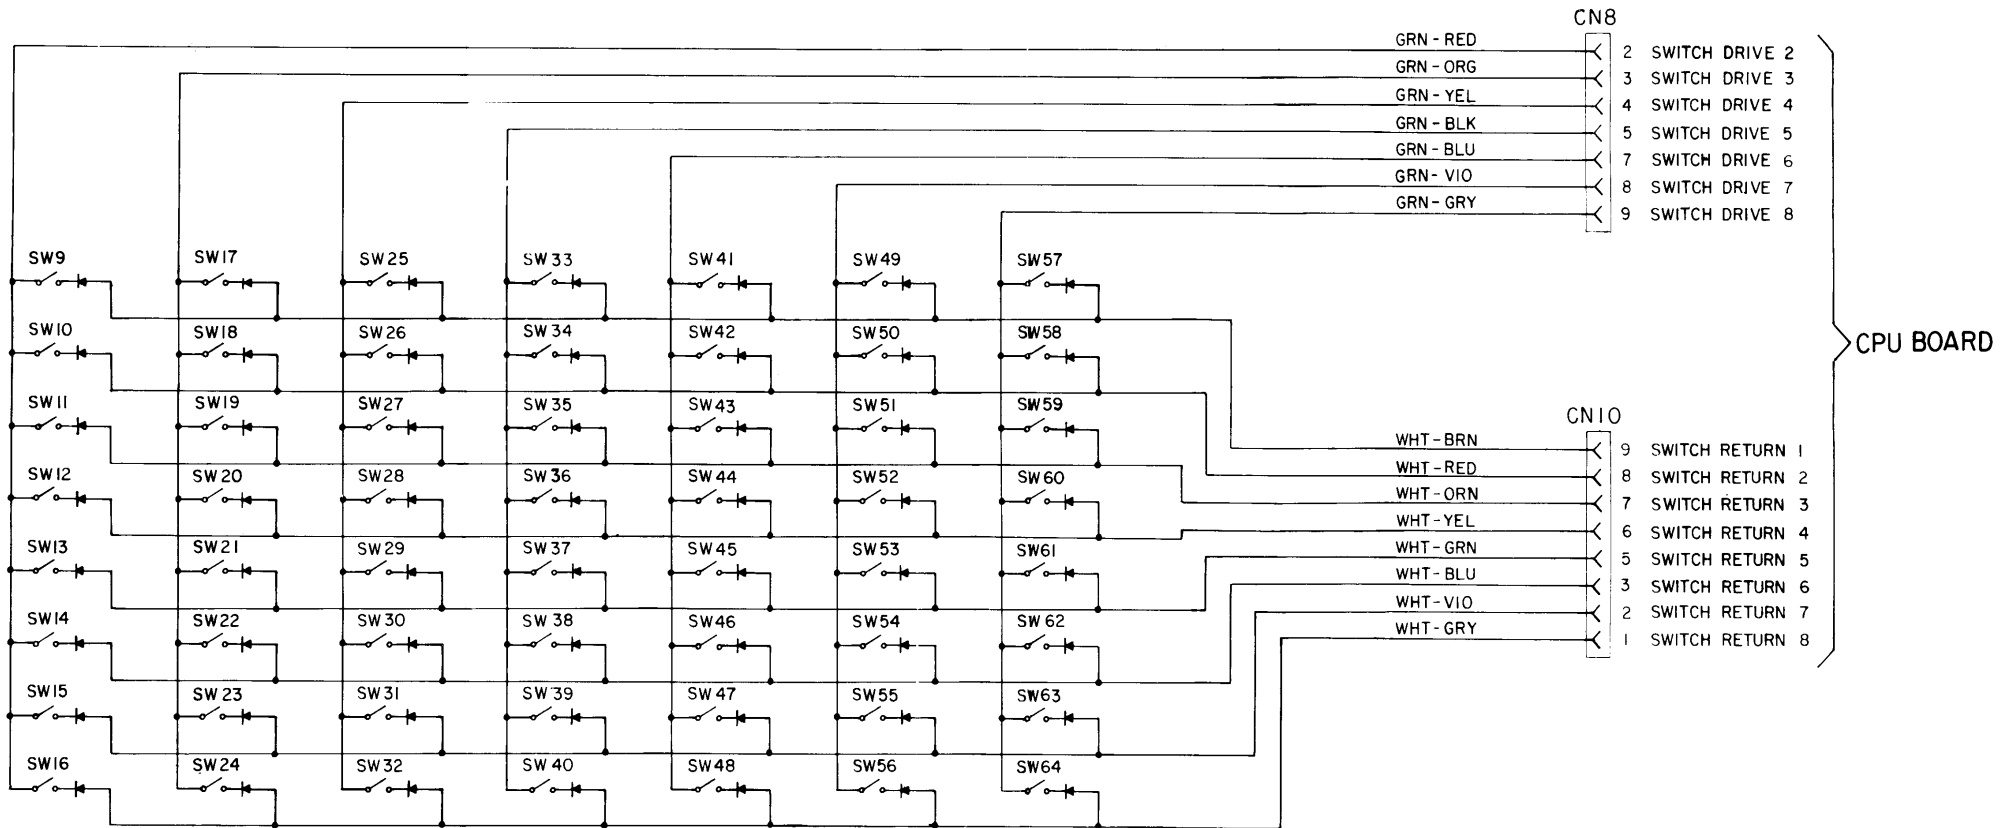 CN8
GRN-RED 2 SWITCH DRIVE 2
GRN-ORG 3 SWITCH DRIVE 3
GRN-YEL 4 SWITCH DRIVE 4
GRN-BLK 5 SWITCH DRIVE 5
GRN-BLU 7 SWITCH DRIVE 6
GRN-VIO 8 SWITCH DRIVE 7
GRN-GRY 9 SWITCH DRIVE 8
SW9 SW17 SW25 SW33 SW41 SW49 SW57
SW10 SW18 SW26 SW34 SW42 SW50 SW58
CPU BOARD
SW11 SW19 SW27 SW35 SW43 SW51 SW59
CN10
WHT-BRN 9 SWITCH RETURN 1
WHT-RED 8 SWITCH RETURN 2
WHT-ORN 7 SWITCH RETURN 3
WHT-YEL 6 SWITCH RETURN 4
WHT-GRN 5 SWITCH RETURN 5
WHT-BLU 3 SWITCH RETURN 6
WHT-VIO 2 SWITCH RETURN 7
WHT-GRY 1 SWITCH RETURN 8
SW12 SW20 SW28 SW36 SW44 SW52 SW60
SW13 SW21 SW29 SW37 SW45 SW53 SW61
SW14 SW22 SW30 SW38 SW46 SW54 SW62
SW15 SW23 SW31 SW39 SW47 SW55 SW63
SW16 SW24 SW32 SW40 SW48 SW56 SW64